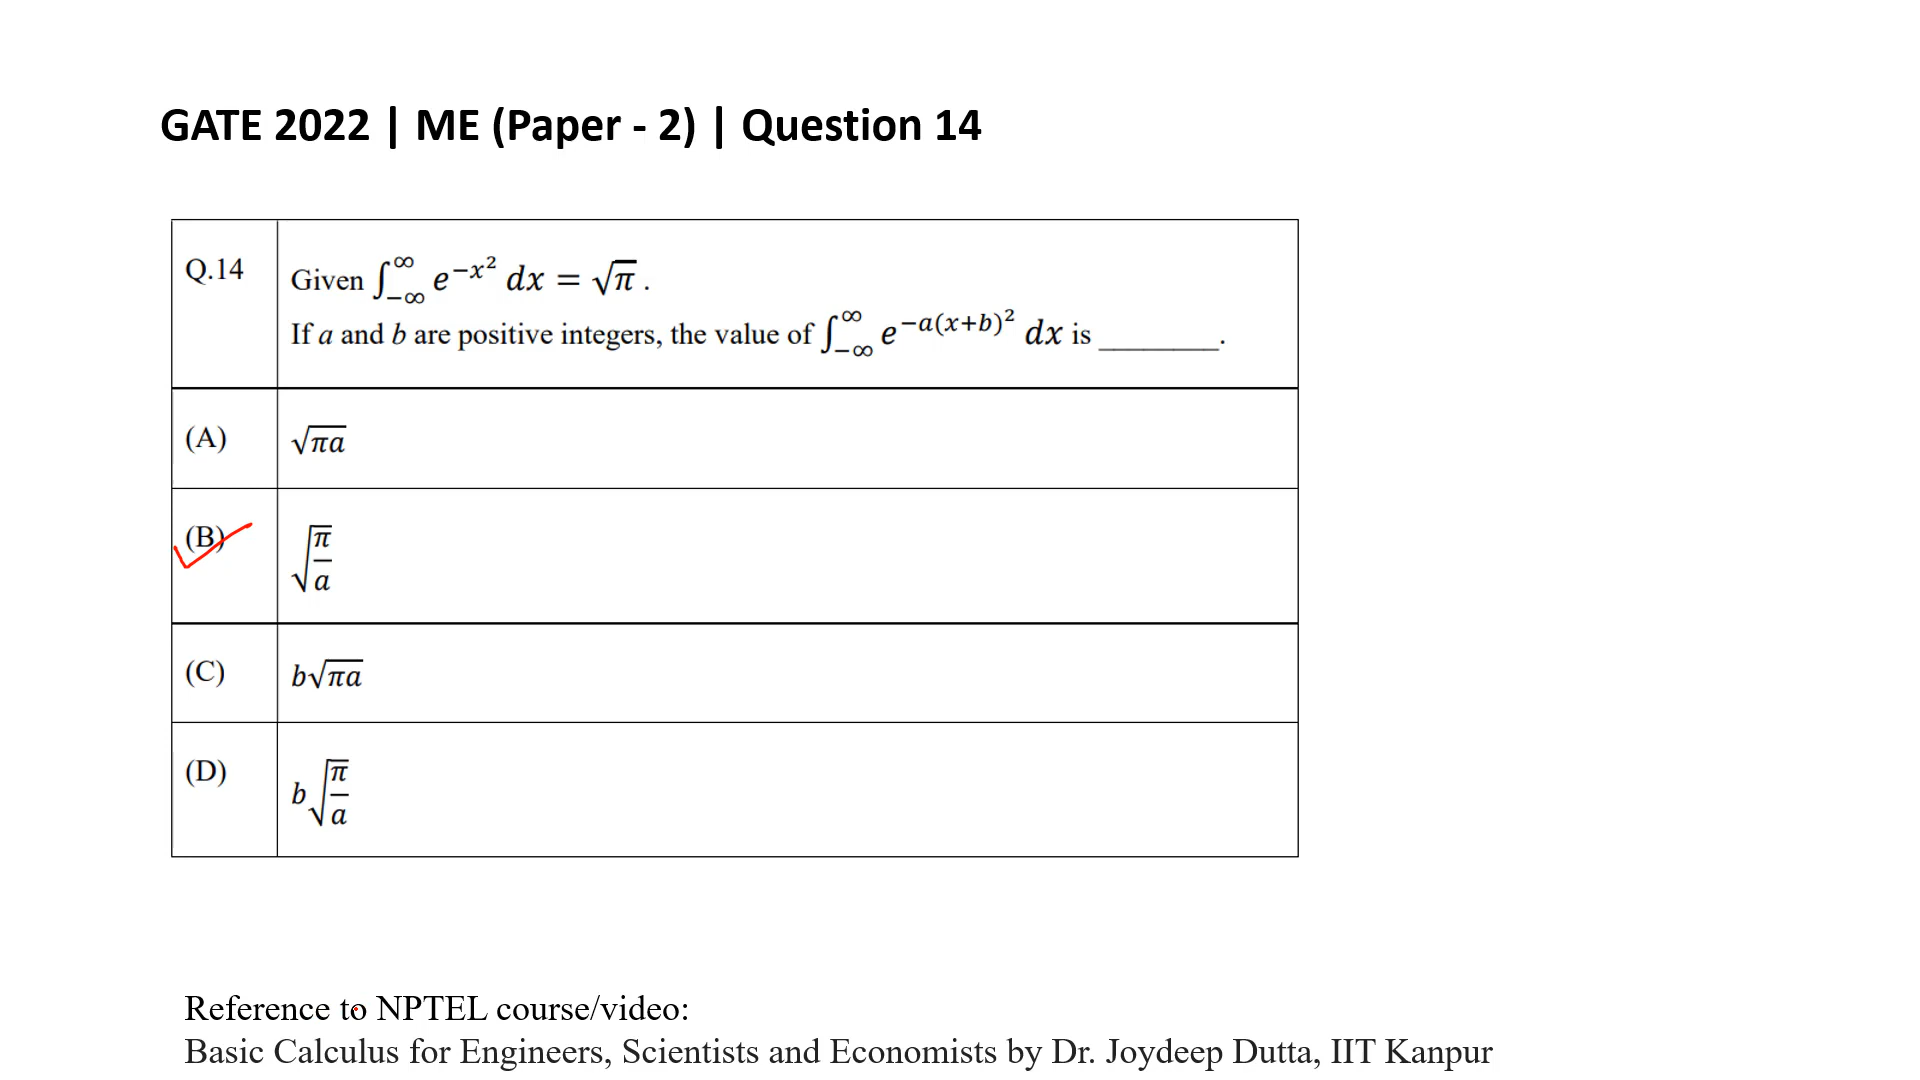 GATE 2022 | ME (Paper - 2) | Question 14
Q.14
Given ∫_{-∞}^{∞} e^{-x^2} dx = √π .
If a and b are positive integers, the value of ∫_{-∞}^{∞} e^{-a(x+b)^2} dx is ________.
(A) √(πa)
(B) √(π/a)
(C) b√(πa)
(D) b√(π/a)
Reference to NPTEL course/video:
Basic Calculus for Engineers, Scientists and Economists by Dr. Joydeep Dutta, IIT Kanpur